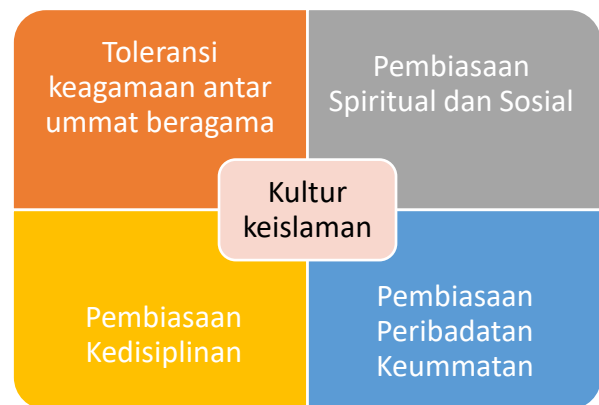 Toleransi
keagamaan antar
ummat beragama
Pembiasaan
Spiritual dan Sosial
Kultur
keislaman
Pembiasaan
Kedisiplinan
Pembiasaan
Peribadatan
Keummatan